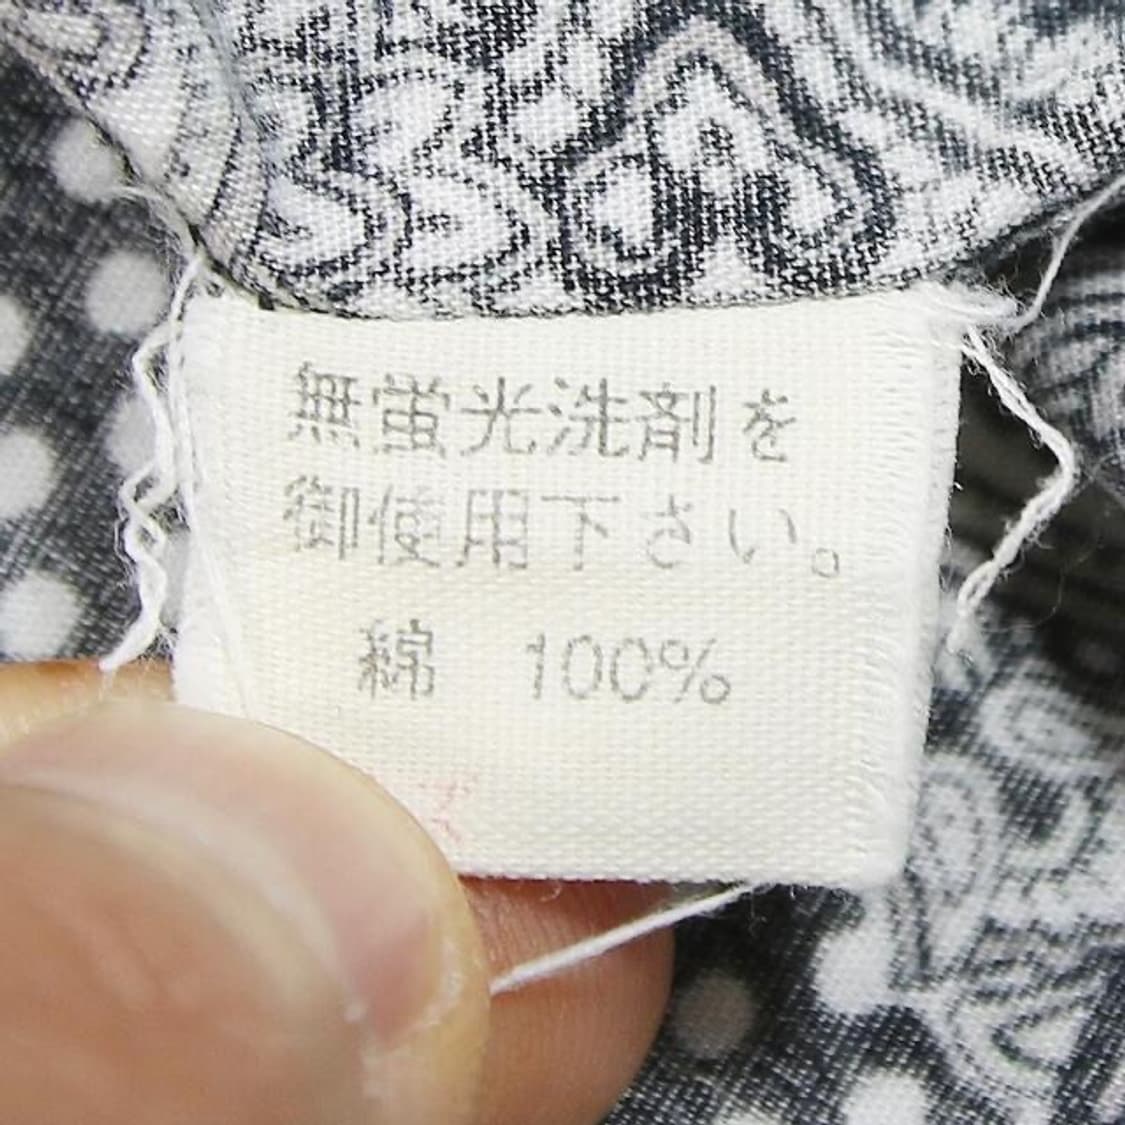 無蛍光洗剤を
御使用下さい。
綿 100%